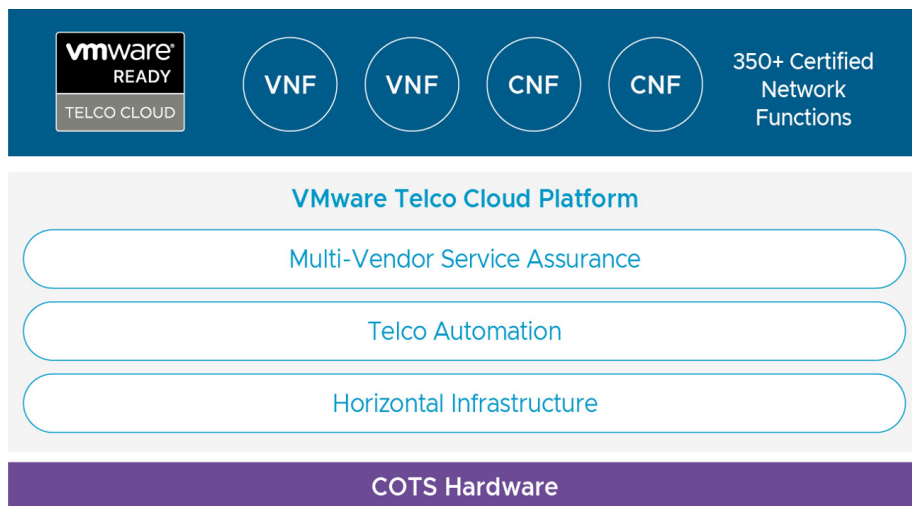 vmware®
READY
TELCO CLOUD
VNF
VNF
CNF
CNF
350+ Certified
Network
Functions
VMware Telco Cloud Platform
Multi-Vendor Service Assurance
Telco Automation
Horizontal Infrastructure
COTS Hardware